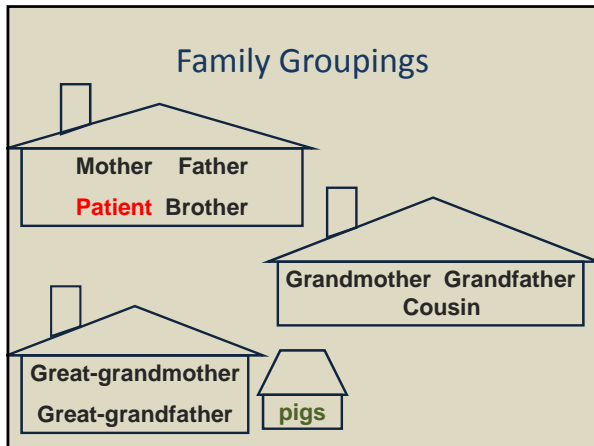 Family Groupings
Mother Father
Patient Brother
Grandmother Grandfather
Cousin
Great-grandmother
Great-grandfather
pigs